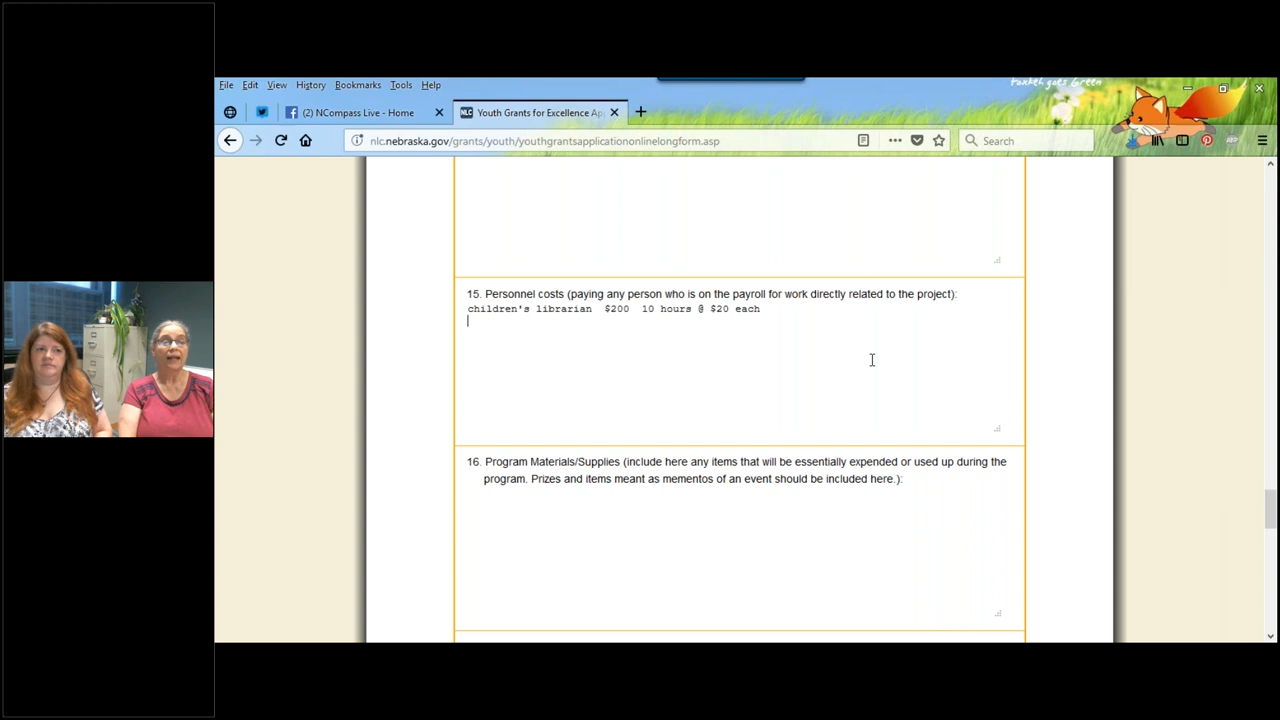 File Edit View History Bookmarks Tools Help
goes Green
(2) NCompass Live - Home
NLC Youth Grants for Excellence Ap
nlc.nebraska.gov/grants/youth/youthgrantsapplicationonlinelongform.asp
Search
15. Personnel costs (paying any person who is on the payroll for work directly related to the project):
children's librarian $200 10 hours @ $20 each
16. Program Materials/Supplies (include here any items that will be essentially expended or used up during the
program. Prizes and items meant as mementos of an event should be included here.):